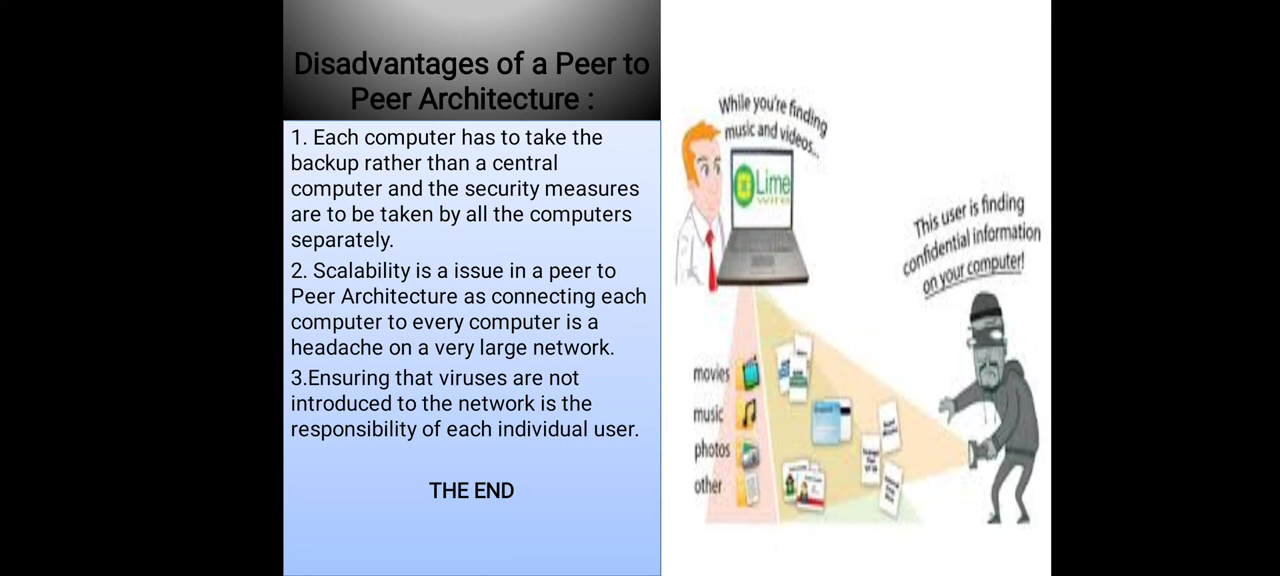 Disadvantages of a Peer to
Peer Architecture :
1. Each computer has to take the
backup rather than a central
computer and the security measures
are to be taken by all the computers
separately.
2. Scalability is a issue in a peer to
Peer Architecture as connecting each
computer to every computer is a
headache on a very large network.
3.Ensuring that viruses are not
introduced to the network is the
responsibility of each individual user.
THE END
While you're finding
music and videos...
Lime
wire
This user is finding
confidential information
on your computer!
movies
music
photos
other